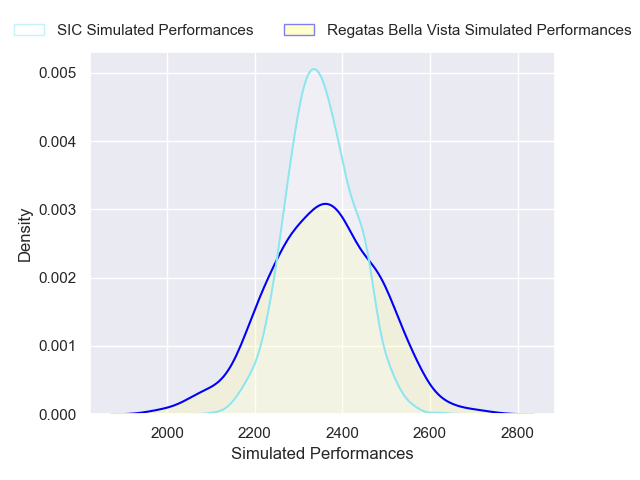 SIC Simulated Performances
Regatas Bella Vista Simulated Performances
0.005
0.004
0.003
0.002
0.001
0.000
Density
2000 2200 2400 2600 2800
Simulated Performances